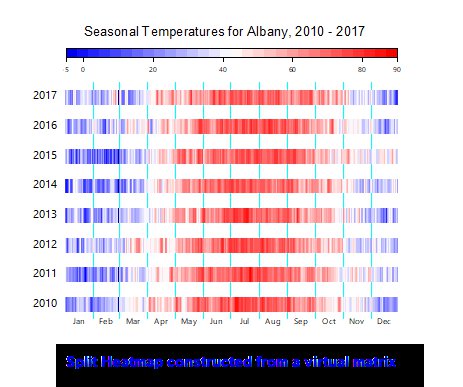 Seasonal Temperatures for Albany, 2010 - 2017
-5 0 20 40 60 90
2017
2016
2015
2014
2013
2012
2011
2010
Jan Feb Mar Apr May Jun Jul Aug Sep Oct Nov Dec
Split Heatmap constructed from a virtual matrix